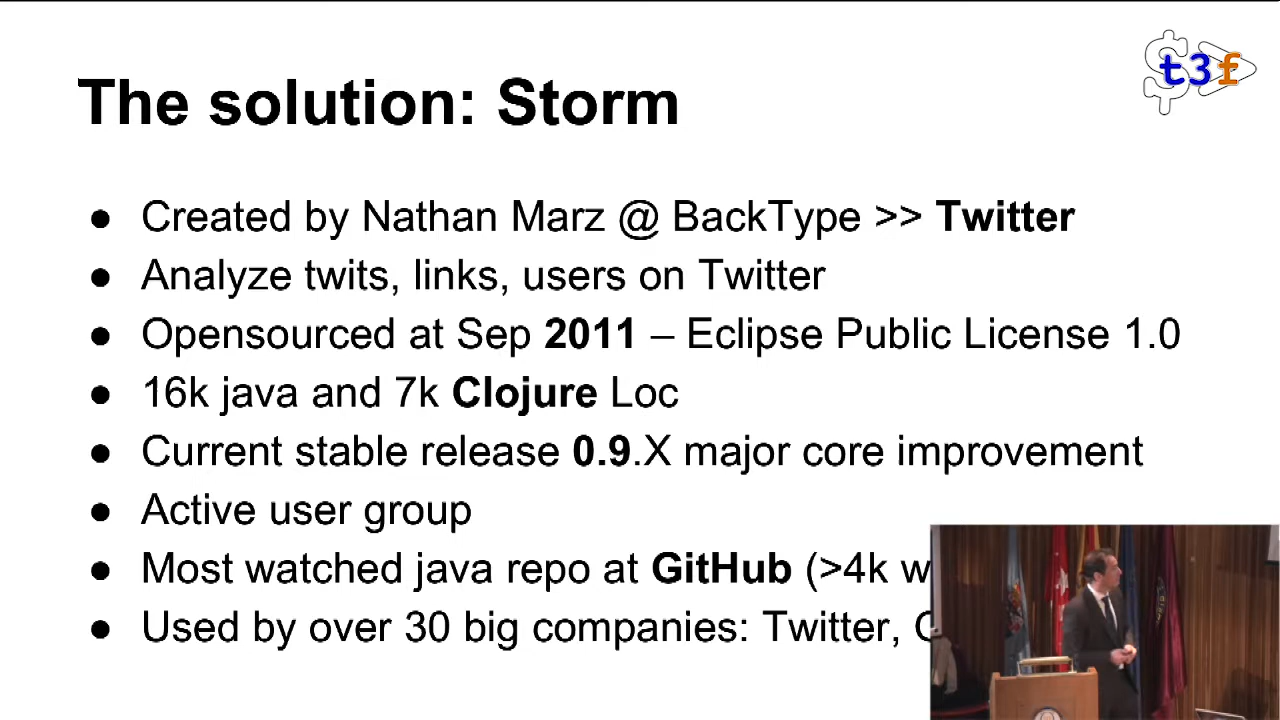 t3f
The solution: Storm
● Created by Nathan Marz @ BackType >> Twitter
● Analyze twits, links, users on Twitter
● Opensourced at Sep 2011 – Eclipse Public License 1.0
● 16k java and 7k Clojure Loc
● Current stable release 0.9.X major core improvement
● Active user group
● Most watched java repo at GitHub (>4k
● Used by over 30 big companies: Twitter,